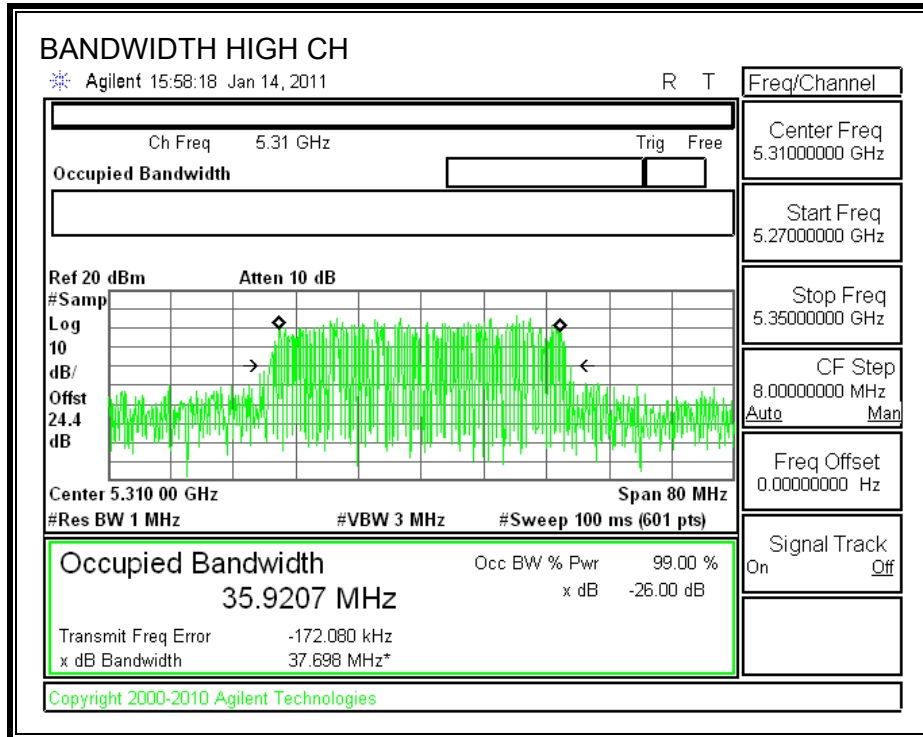 BANDWIDTH HIGH CH
Agilent 15:58:18 Jan 14, 2011 R T
Freq/Channel
Ch Freq 5.31 GHz Trig Free
Occupied Bandwidth
Center Freq
5.31000000 GHz
Start Freq
5.27000000 GHz
Stop Freq
5.35000000 GHz
CF Step
8.00000000 MHz
Auto Man
Freq Offset
0.00000000 Hz
Signal Track
On Off
Ref 20 dBm Atten 10 dB
#Samp
Log
10
dB/
Offst
24.4
dB
Center 5.310 00 GHz Span 80 MHz
#Res BW 1 MHz #VBW 3 MHz #Sweep 100 ms (601 pts)
Occupied Bandwidth Occ BW % Pwr 99.00 %
35.9207 MHz x dB -26.00 dB
Transmit Freq Error -172.080 kHz
x dB Bandwidth 37.698 MHz*
Copyright 2000-2010 Agilent Technologies